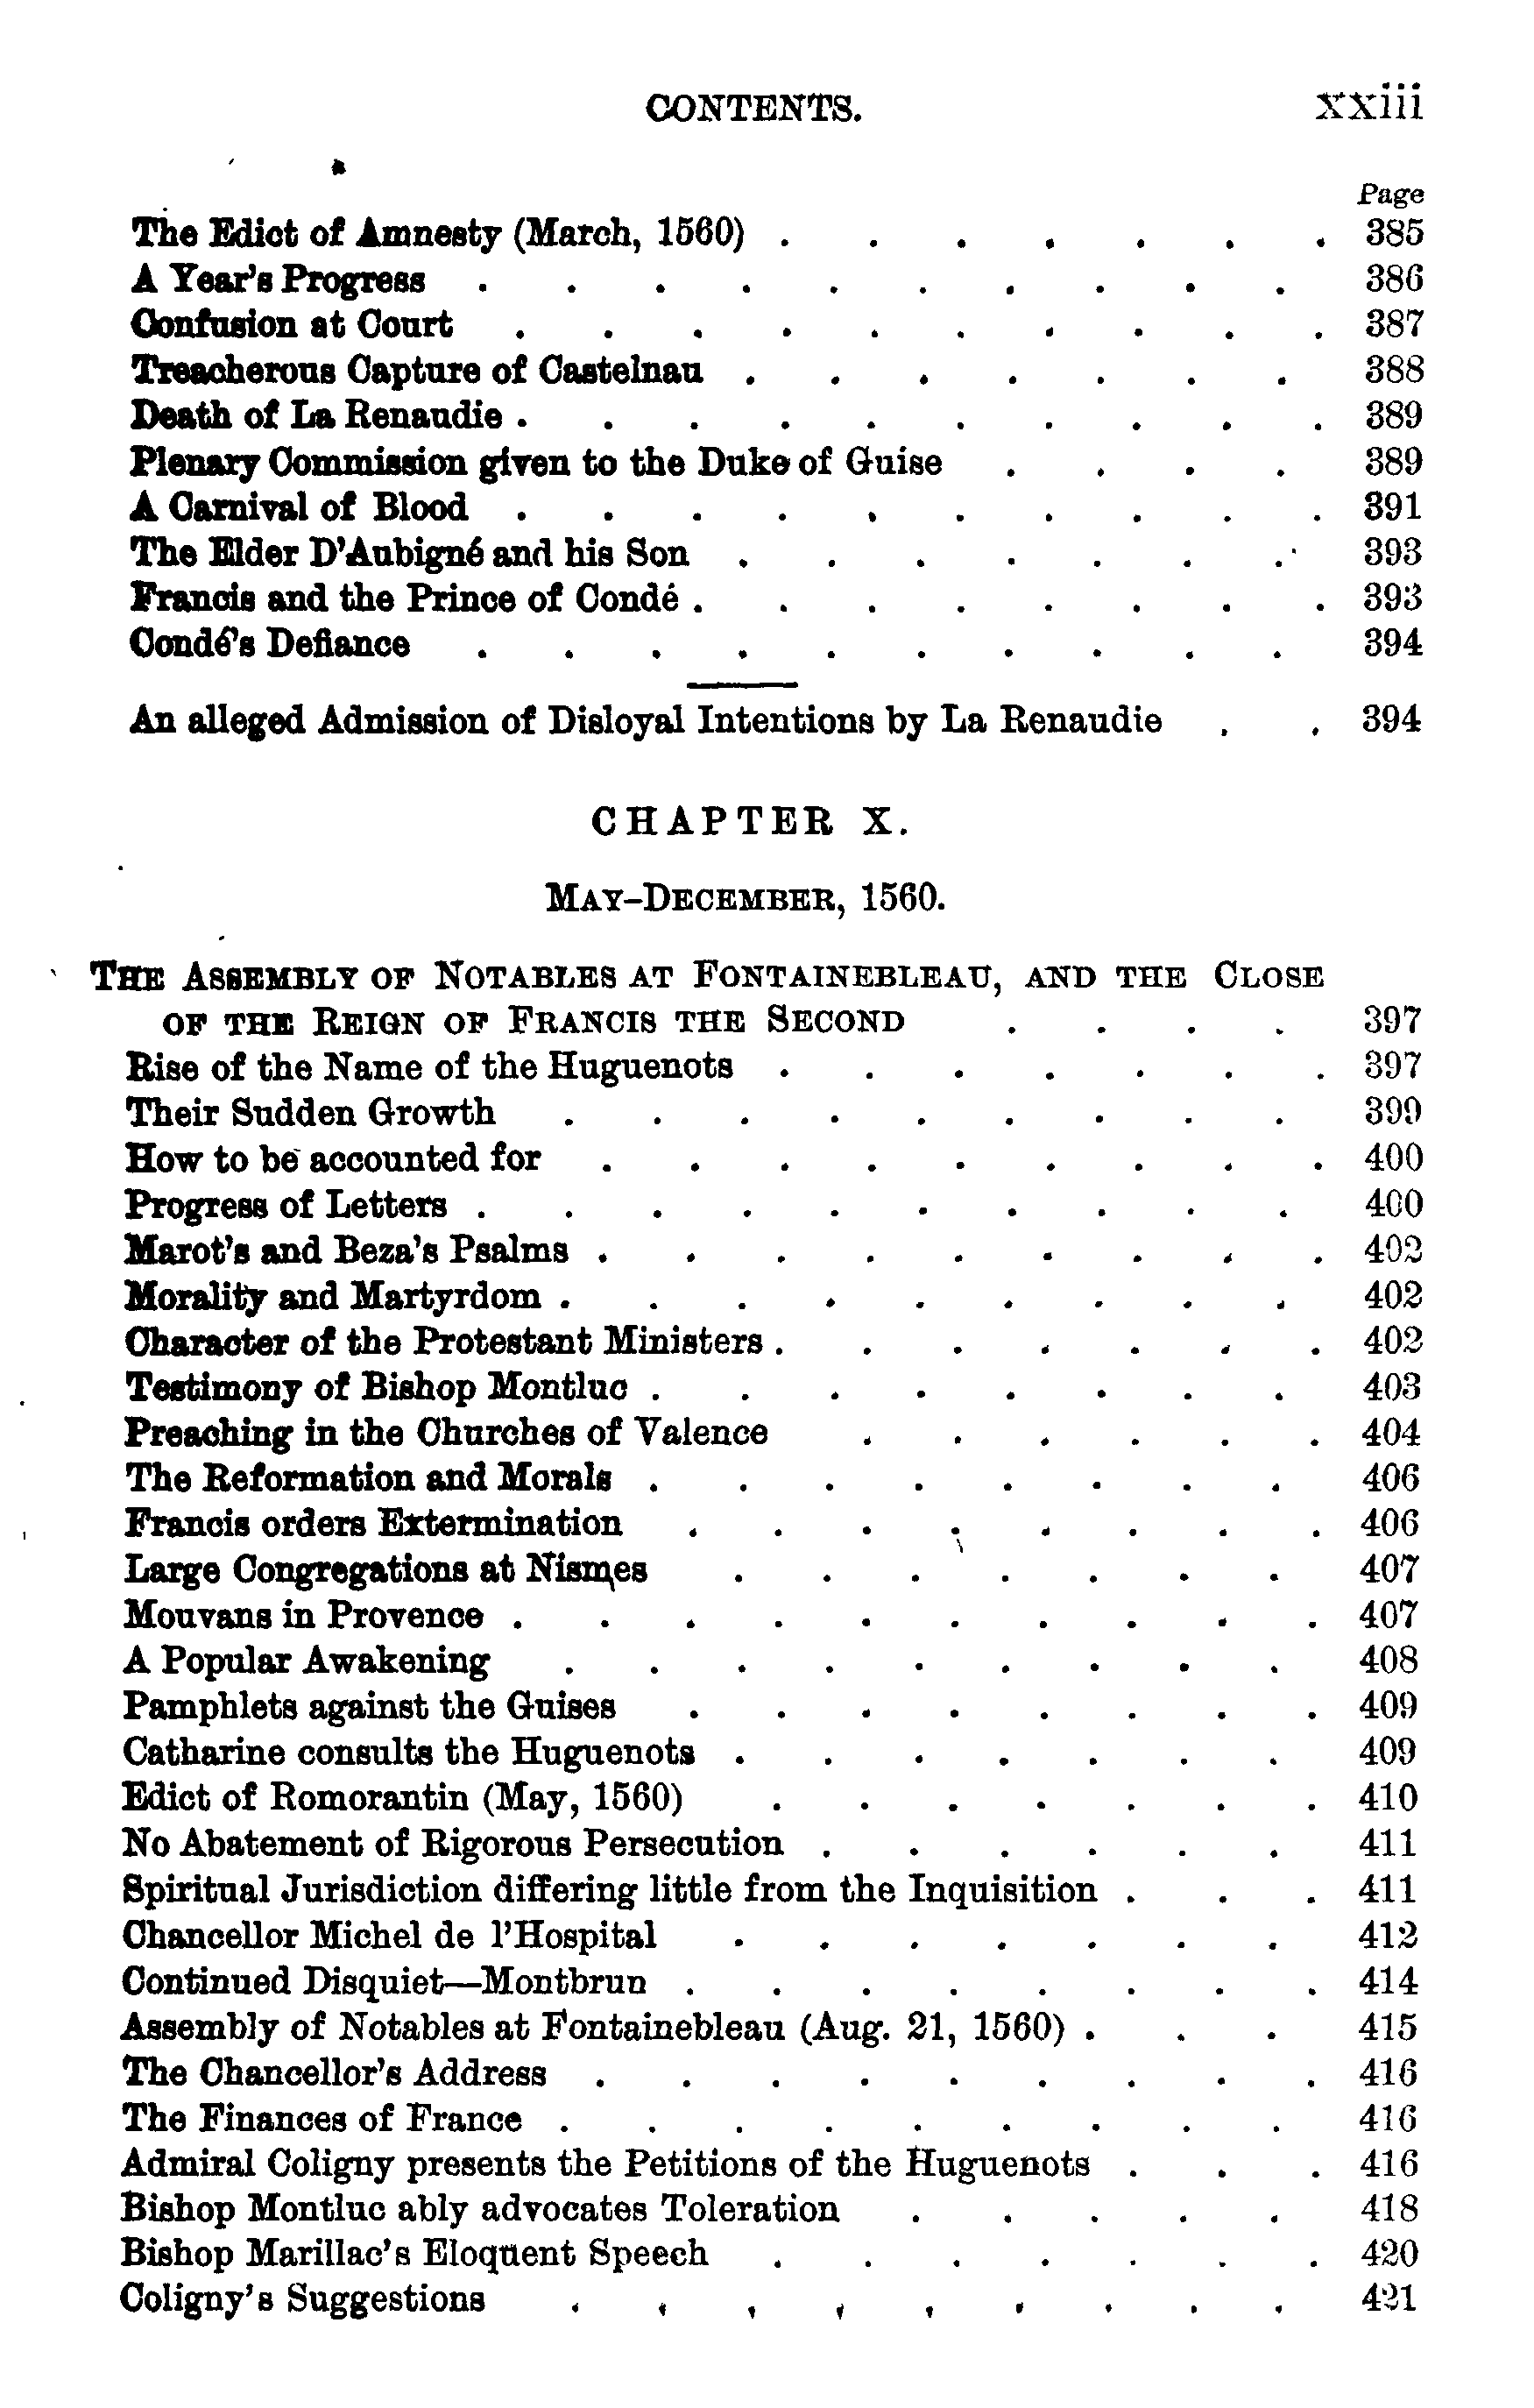 CONTENTS. xxiii
Page
The Edict of Amnesty (March, 1560) . . . . . . . 385
A Year's Progress . . . . . . . . . . 386
Confusion at Court . . . . . . . . . . 387
Treacherous Capture of Castelnau . . . . . . . 388
Death of La Renaudie . . . . . . . . . . 389
Plenary Commission given to the Duke of Guise . . . . 389
A Carnival of Blood . . . . . . . . . . 391
The Elder D'Aubigné and his Son . . . . . . . 393
Francis and the Prince of Condé . . . . . . . . 393
Condé's Defiance . . . . . . . . . . 394
An alleged Admission of Disloyal Intentions by La Renaudie . . 394
CHAPTER X.
MAY–DECEMBER, 1560.
THE ASSEMBLY OF NOTABLES AT FONTAINEBLEAU, AND THE CLOSE
OF THE REIGN OF FRANCIS THE SECOND . . . . 397
Rise of the Name of the Huguenots . . . . . . . 397
Their Sudden Growth . . . . . . . . . 399
How to be accounted for . . . . . . . . . 400
Progress of Letters . . . . . . . . . . 400
Marot's and Beza's Psalms . . . . . . . . . 402
Morality and Martyrdom . . . . . . . . . 402
Character of the Protestant Ministers . . . . . . . 402
Testimony of Bishop Montluc . . . . . . . . 403
Preaching in the Churches of Valence . . . . . . 404
The Reformation and Morals . . . . . . . . 406
Francis orders Extermination . . . . . . . . 406
Large Congregations at Nismes . . . . . . . 407
Mouvans in Provence . . . . . . . . . . 407
A Popular Awakening . . . . . . . . . 408
Pamphlets against the Guises . . . . . . . . 409
Catharine consults the Huguenots . . . . . . . 409
Edict of Romorantin (May, 1560) . . . . . . . 410
No Abatement of Rigorous Persecution . . . . . . 411
Spiritual Jurisdiction differing little from the Inquisition . . . 411
Chancellor Michel de l'Hospital . . . . . . . 412
Continued Disquiet—Montbrun . . . . . . . . 414
Assembly of Notables at Fontainebleau (Aug. 21, 1560) . . . 415
The Chancellor's Address . . . . . . . . . 416
The Finances of France . . . . . . . . . 416
Admiral Coligny presents the Petitions of the Huguenots . . . 416
Bishop Montluc ably advocates Toleration . . . . . 418
Bishop Marillac's Eloquent Speech . . . . . . . 420
Coligny's Suggestions . . . . . . . . . 421